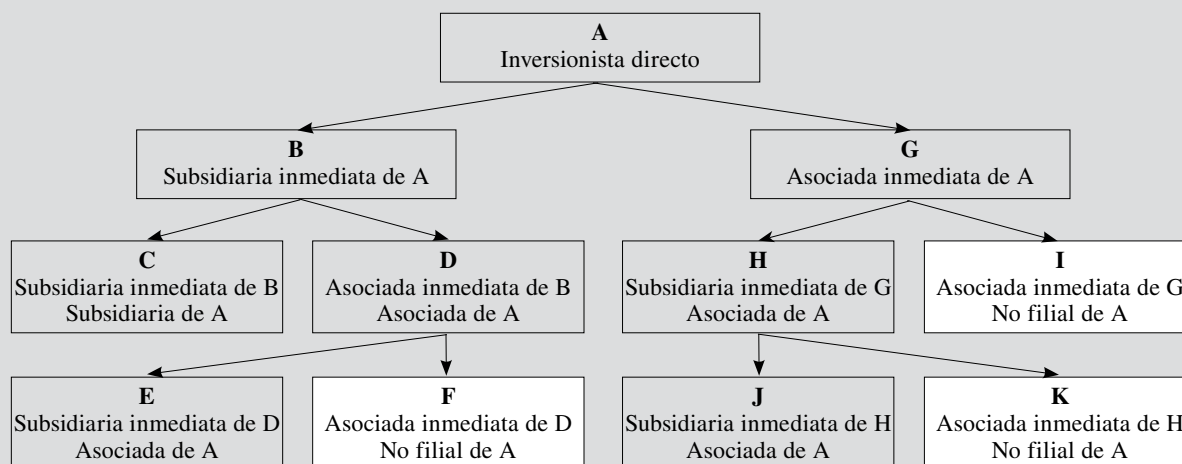 A
Inversionista directo
B
Subsidiaria inmediata de A
G
Asociada inmediata de A
C
Subsidiaria inmediata de B
Subsidiaria de A
D
Asociada inmediata de B
Asociada de A
H
Subsidiaria inmediata de G
Asociada de A
I
Asociada inmediata de G
No filial de A
E
Subsidiaria inmediata de D
Asociada de A
F
Asociada inmediata de D
No filial de A
J
Subsidiaria inmediata de H
Asociada de A
K
Asociada inmediata de H
No filial de A